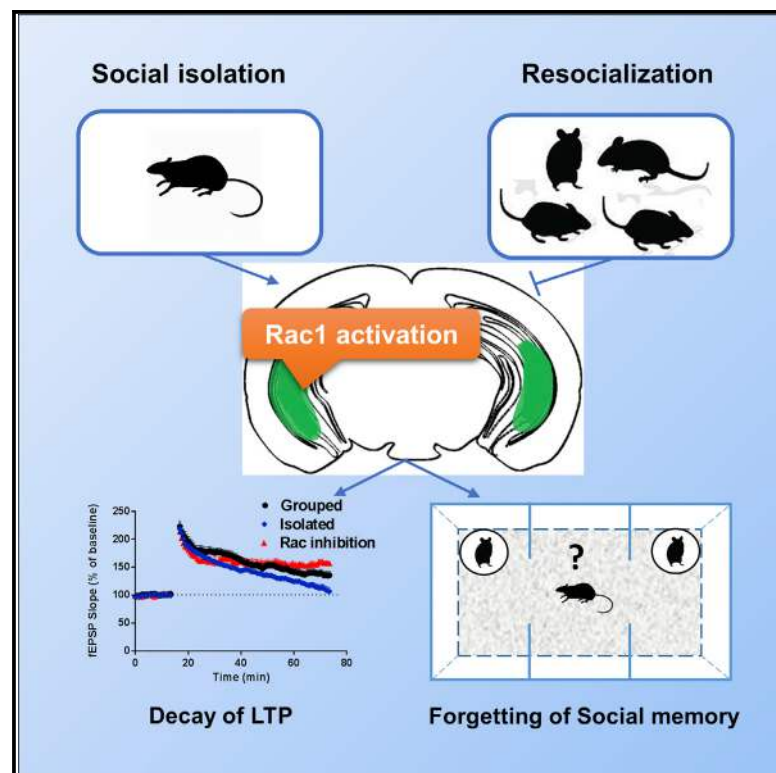 Social isolation
Resocialization
Rac1 activation
250
200
150
100
50
0
fEPSP Slope (% of baseline)
Grouped
Isolated
Rac inhibition
0 20 40 60 80
Time (min)
?
Decay of LTP
Forgetting of Social memory